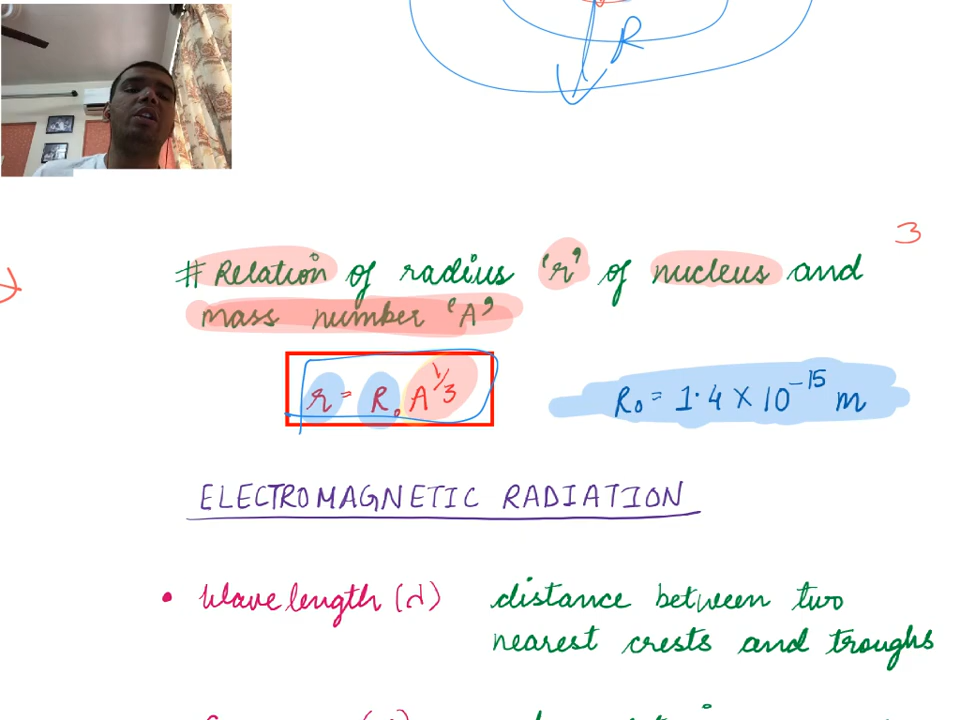 R
3
# Relation of radius 'r' of nucleus and
mass number 'A'
r = R₀ A^1/3
R₀ = 1.4 × 10⁻¹⁵ m
ELECTROMAGNETIC RADIATION
• Wavelength (λ) distance between two
nearest crests and troughs